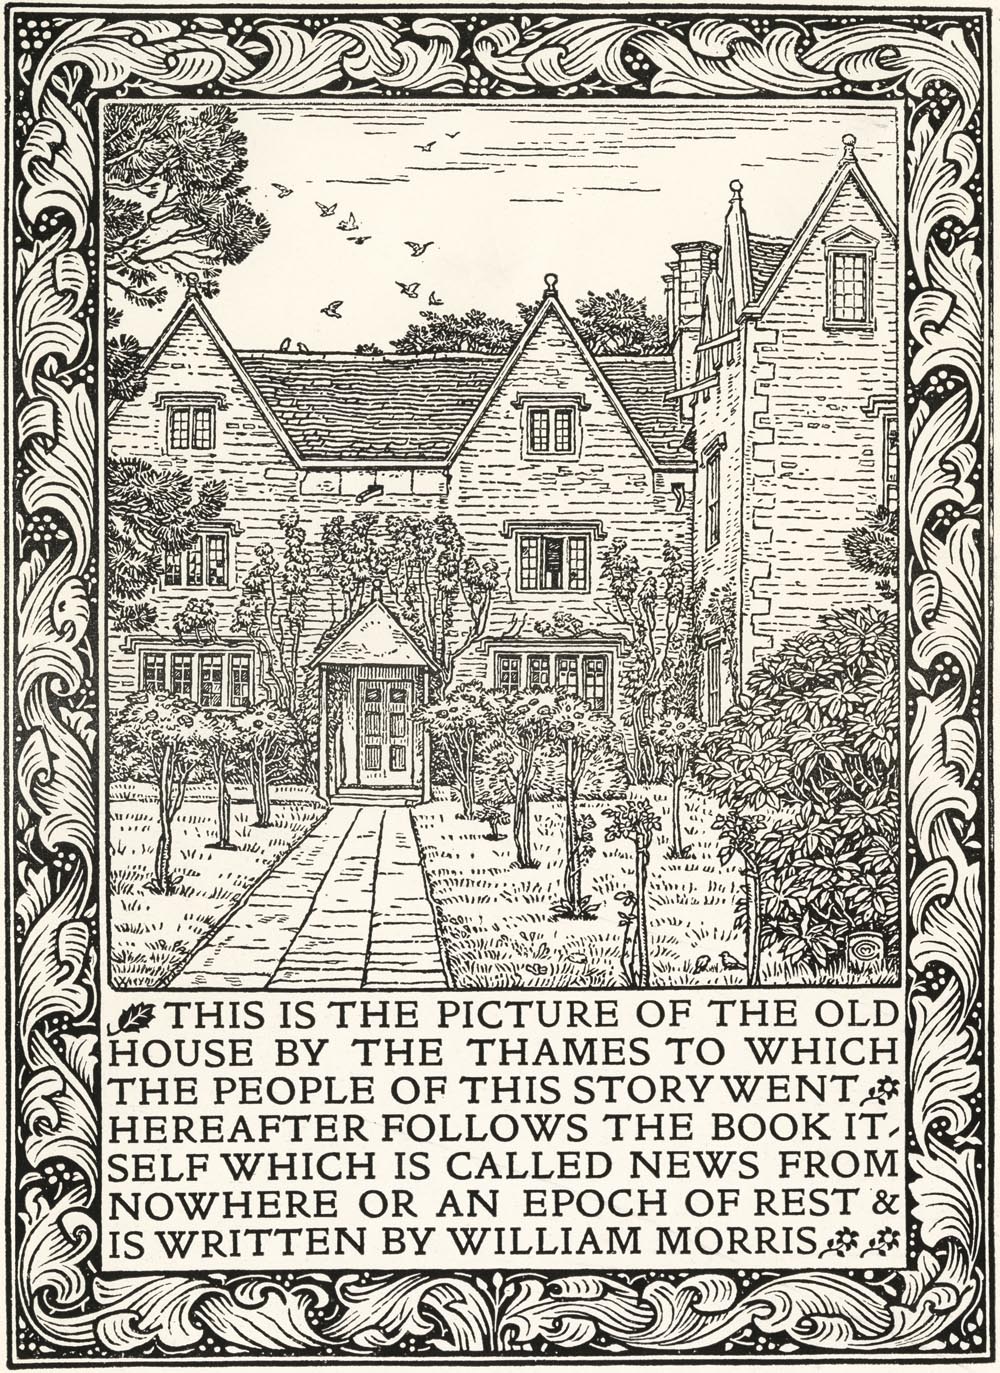 THIS IS THE PICTURE OF THE OLD
HOUSE BY THE THAMES TO WHICH
THE PEOPLE OF THIS STORY WENT
HEREAFTER FOLLOWS THE BOOK IT-
SELF WHICH IS CALLED NEWS FROM
NOWHERE OR AN EPOCH OF REST &
IS WRITTEN BY WILLIAM MORRIS